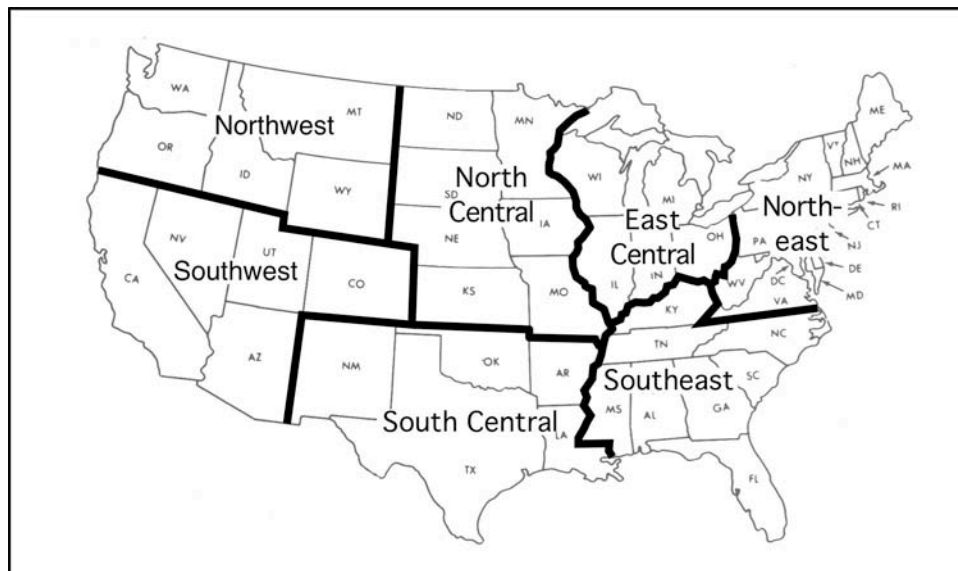 WA
MT
ND
MN
ME
Northwest
OR
ID
WY
SD
North
Central
WI
MI
VT
NH
NY
MA
RI
CT
North-
east
NV
UT
Southwest
CA
CO
NE
IA
East
Central
OH
PA
NJ
DE
MD
DC
KS
MO
IL
IN
WV
VA
KY
AZ
NM
OK
AR
TN
NC
SC
Southeast
MS
AL
GA
South Central
LA
TX
FL